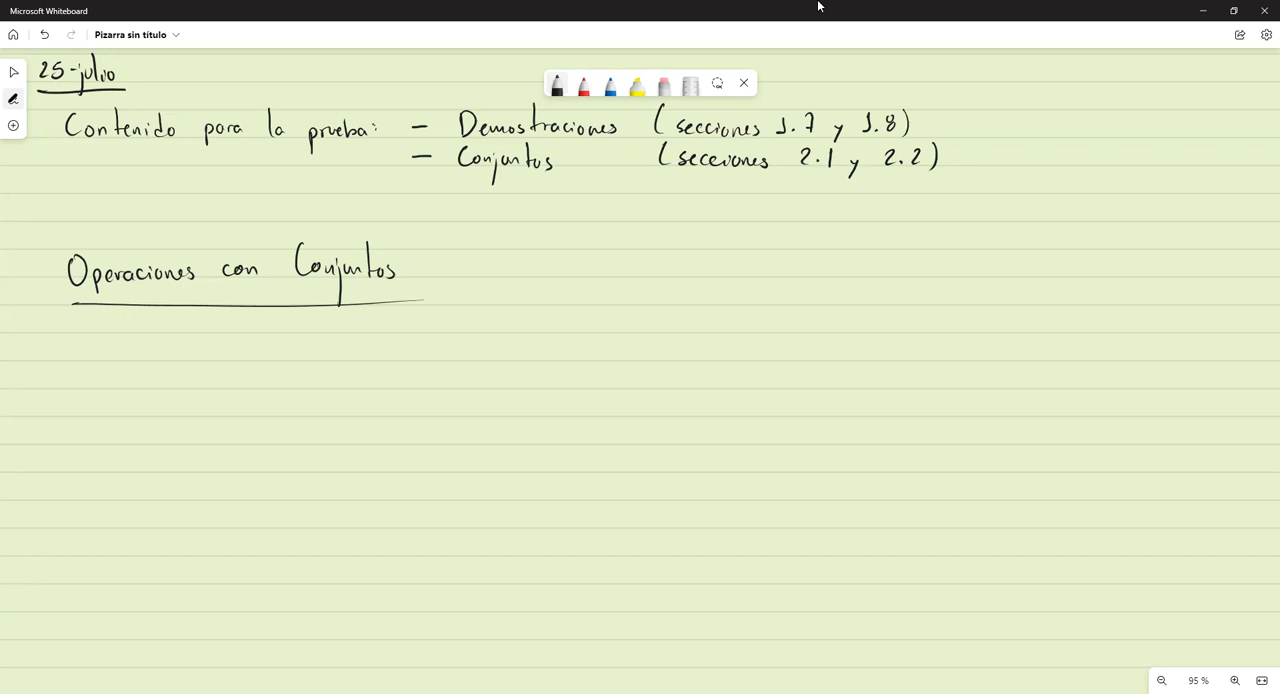 Microsoft Whiteboard
Pizarra sin título
25-julio
Contenido para la prueba: - Demostraciones (secciones 1.7 y 1.8)
- Conjuntos (secciones 2.1 y 2.2)
Operaciones con Conjuntos
95 %